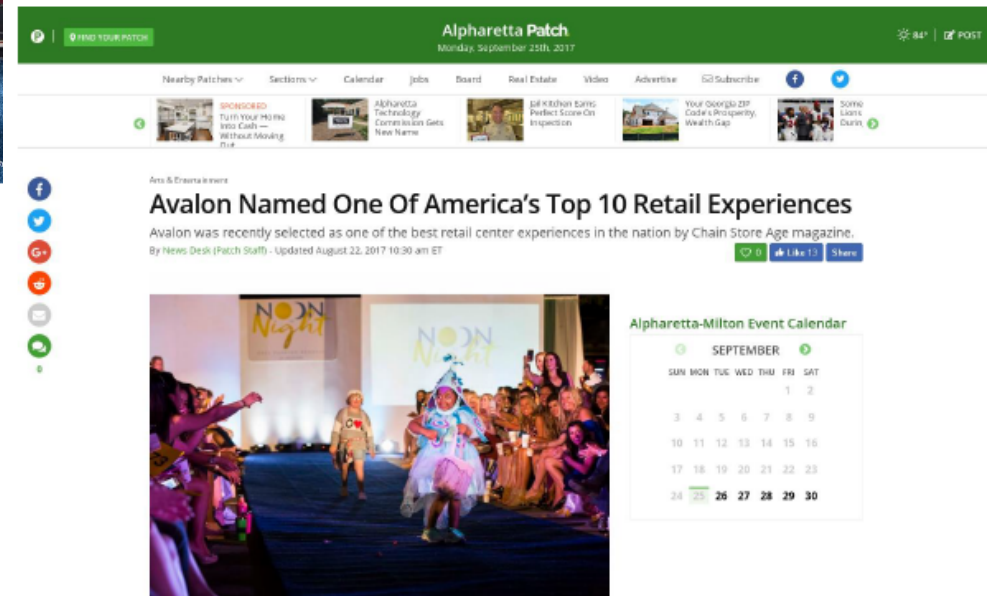 FIND YOUR PATCH
Alpharetta Patch
Monday, September 25th, 2017
84° | POST
Nearby Patches Sections Calendar Jobs Board Real Estate Video Advertise Subscribe
SPONSORED
Turn Your Home
Into Cash —
Without Moving
Out
Alpharetta
Technology
Commission Gets
New Name
Jail Kitchen Earns
Perfect Score On
Inspection
Your Georgia ZIP
Code's Prosperity,
Wealth Gap
Some
Lions
Durin
Arts & Entertainment
Avalon Named One Of America's Top 10 Retail Experiences
Avalon was recently selected as one of the best retail center experiences in the nation by Chain Store Age magazine.
By News Desk (Patch Staff) - Updated August 22, 2017 10:30 am ET
0 Like 13 Share
G+
0
NOON
Night
NOON
Night
Alpharetta-Milton Event Calendar
SEPTEMBER
SUN MON TUE WED THU FRI SAT
1 2
3 4 5 6 7 8 9
10 11 12 13 14 15 16
17 18 19 20 21 22 23
24 25 26 27 28 29 30